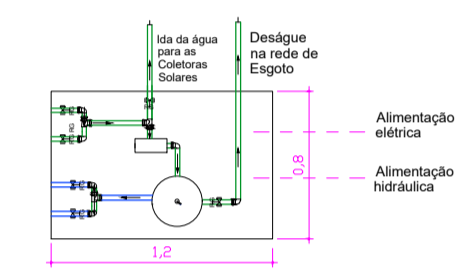 Ida da água
para as
Coletoras
Solares
Deságue
na rede de
Esgoto
Alimentação
elétrica
Alimentação
hidráulica
0,8
1,2
RG